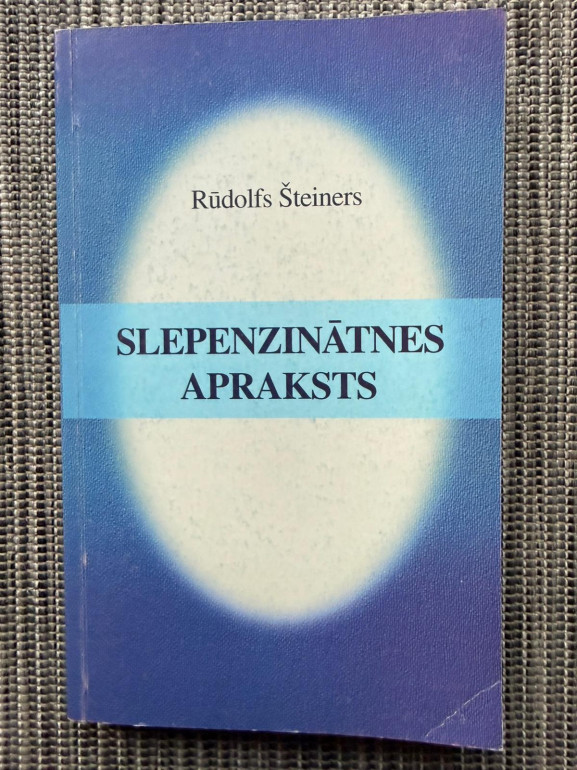 Rūdolfs Šteiners
SLEPENZINĀTNES
APRAKSTS